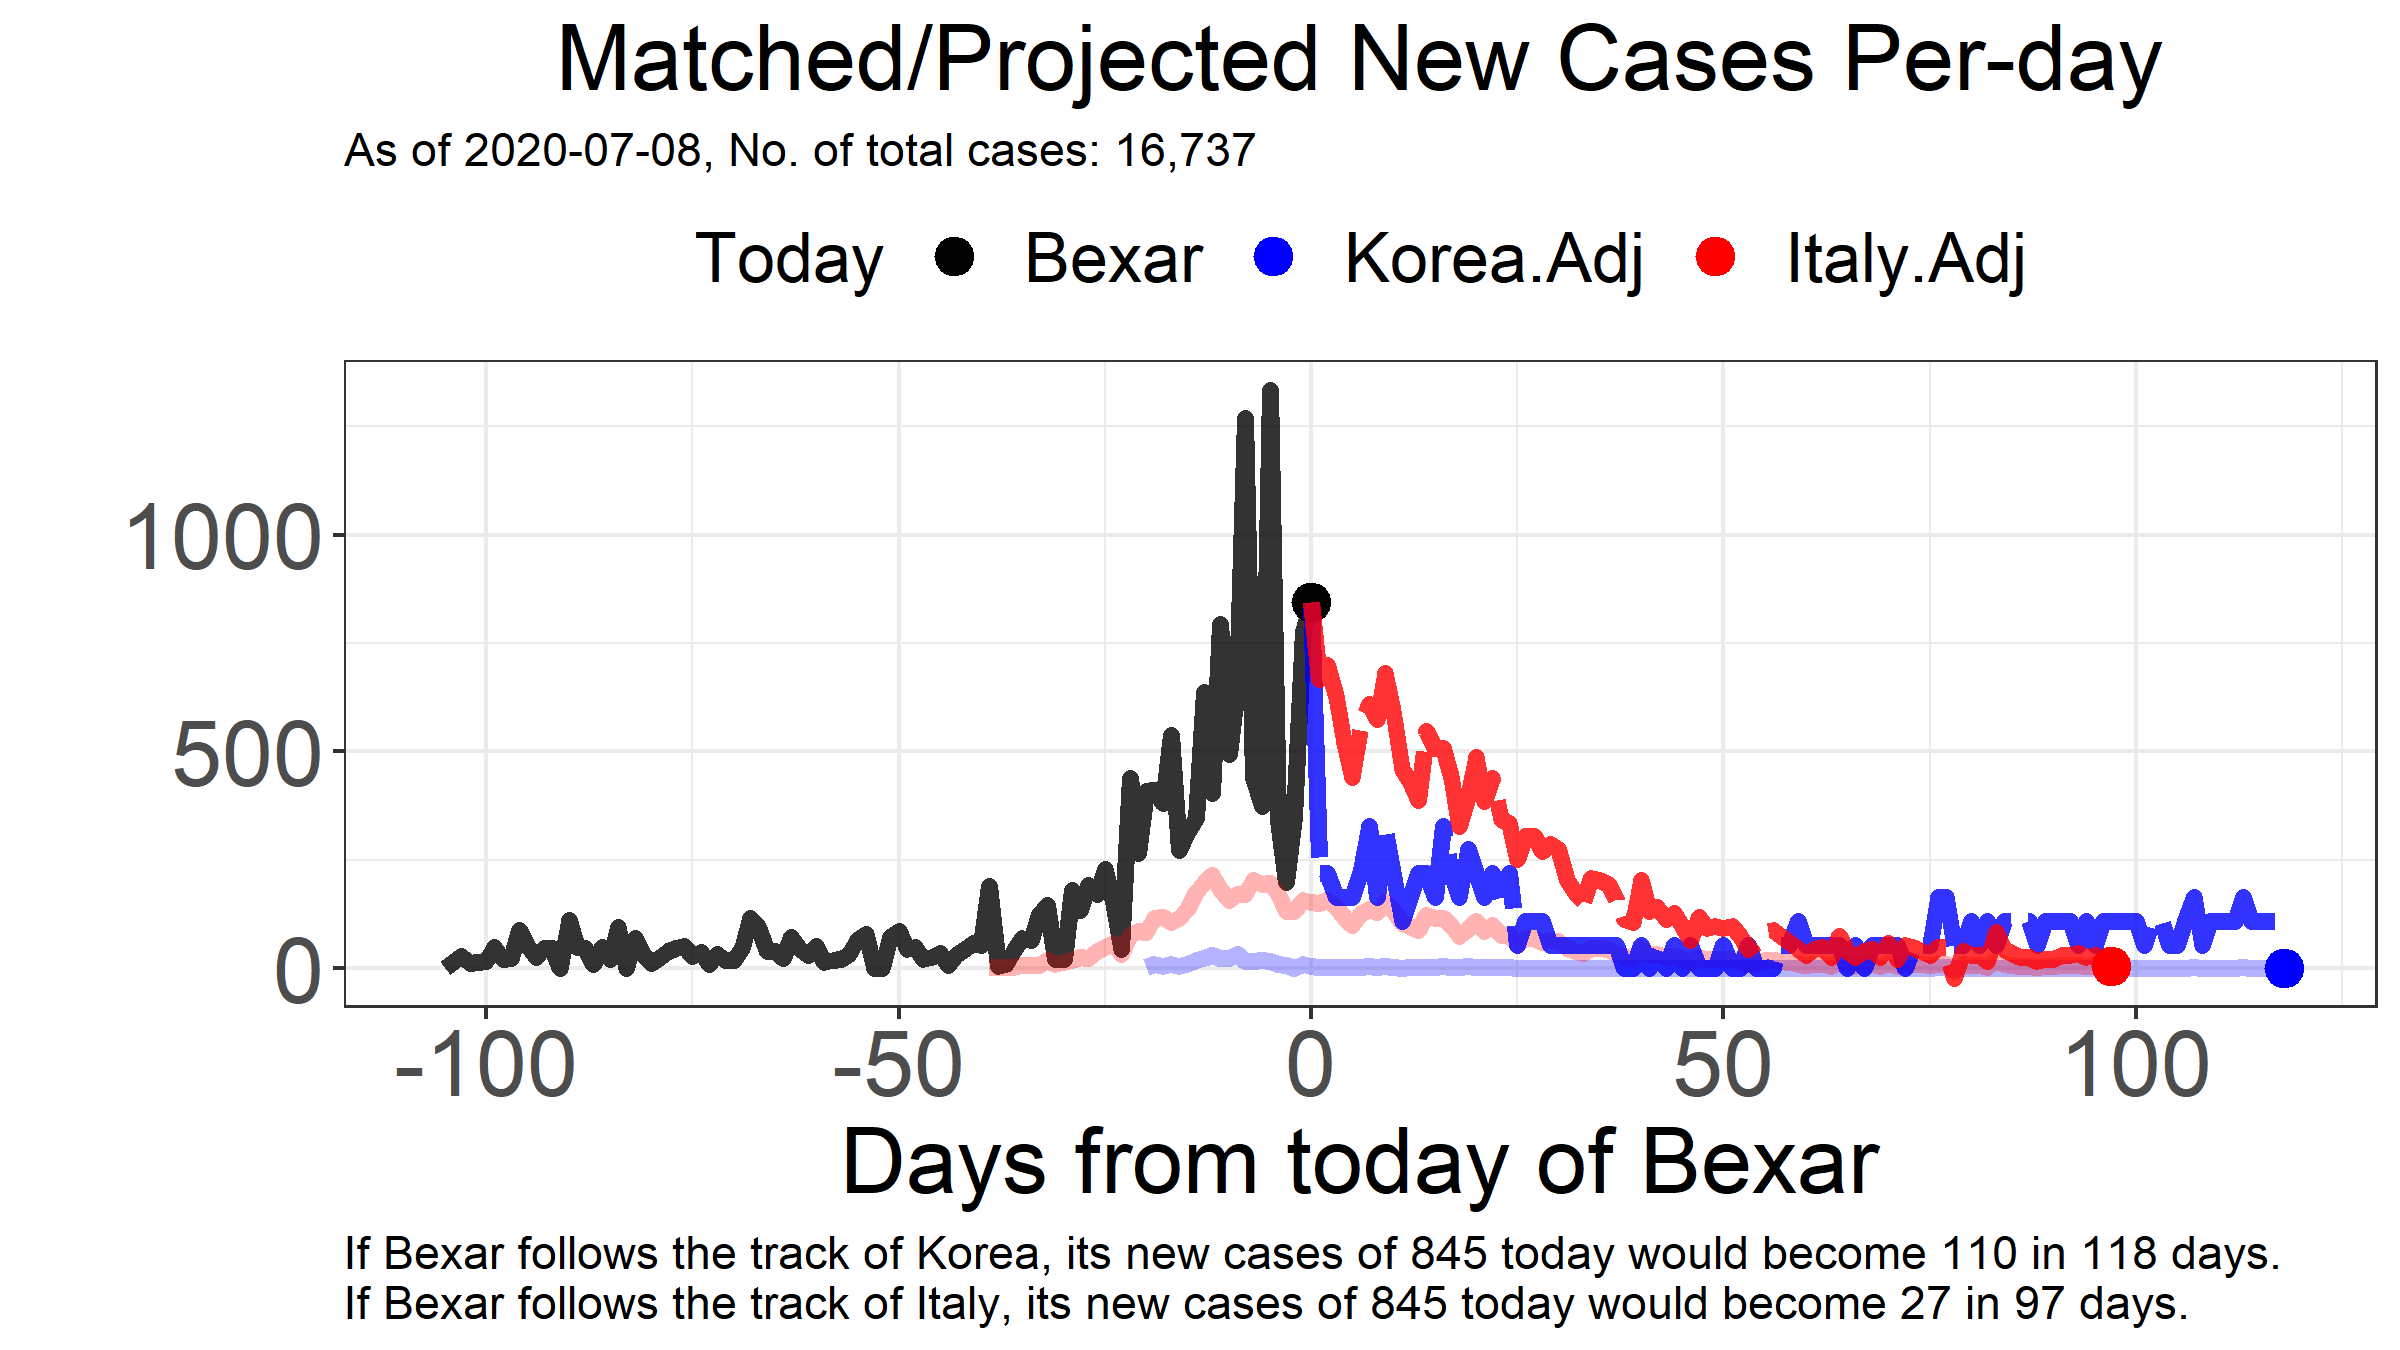 Matched/Projected New Cases Per-day
As of 2020-07-08, No. of total cases: 16,737
Today Bexar Korea.Adj Italy.Adj
1000
500
0
-100 -50 0 50 100
Days from today of Bexar
If Bexar follows the track of Korea, its new cases of 845 today would become 110 in 118 days.
If Bexar follows the track of Italy, its new cases of 845 today would become 27 in 97 days.